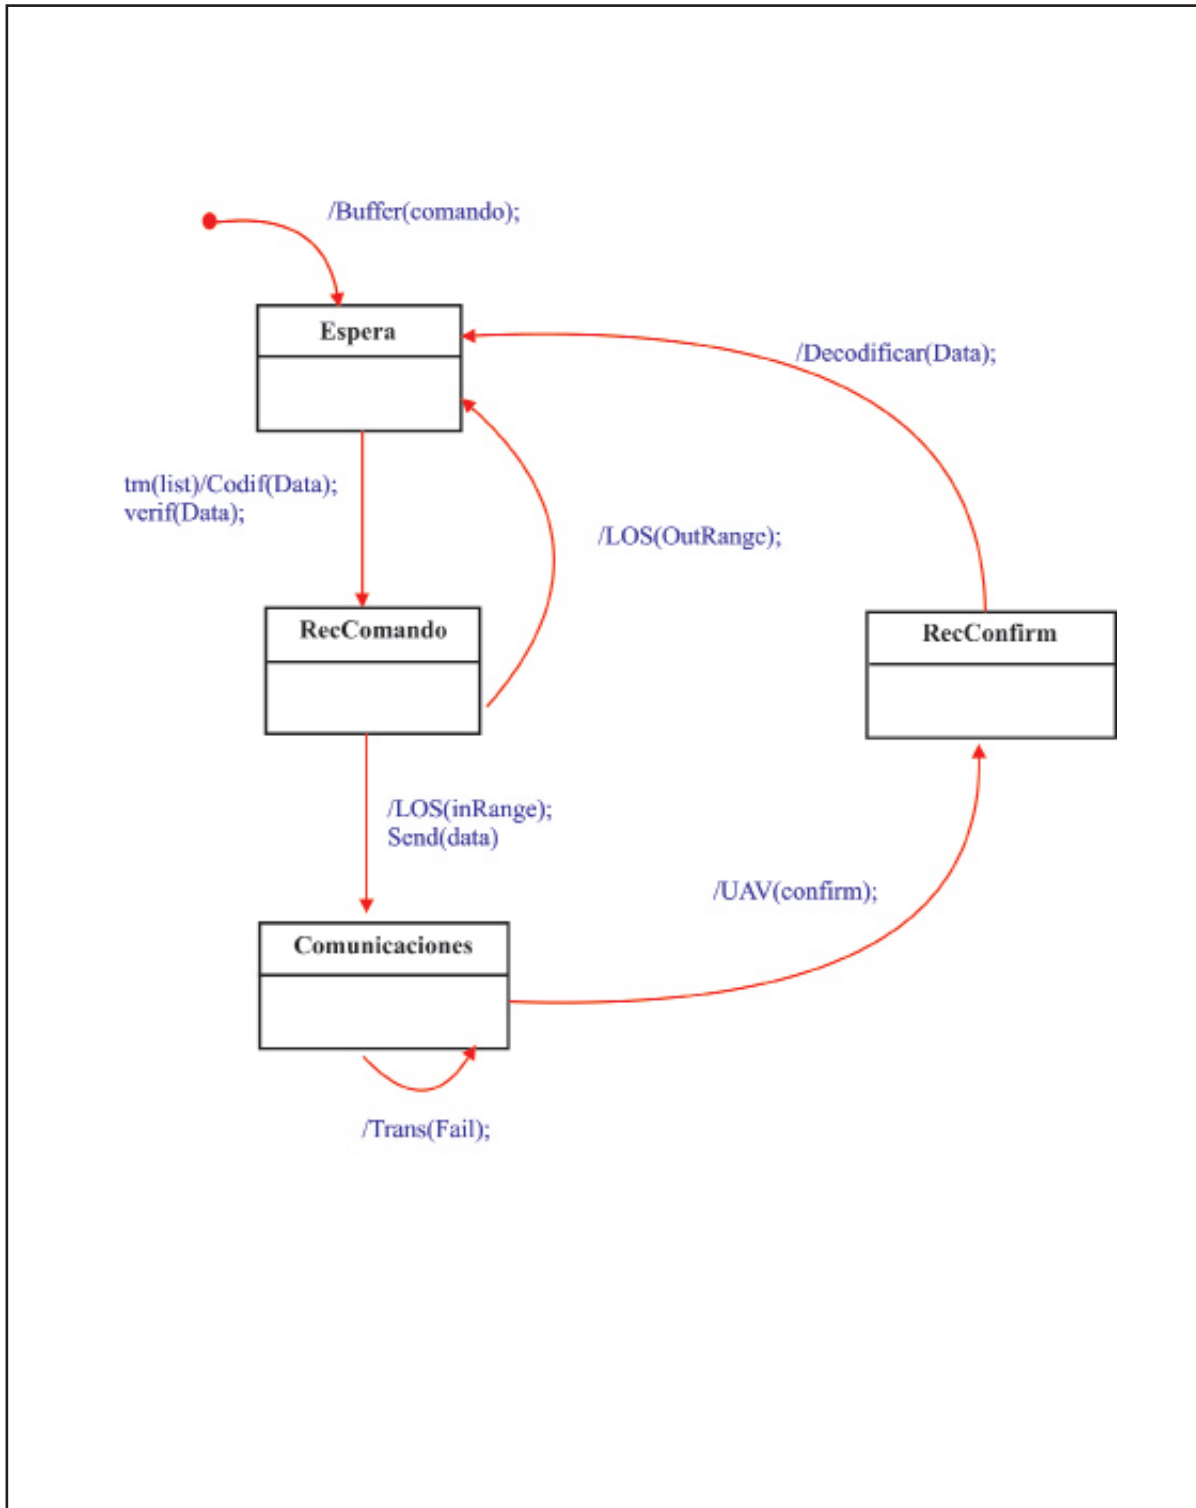 /Buffer(comando);
Espera
/Decodificar(Data);
tm(list)/Codif(Data);
verif(Data);
/LOS(OutRange);
RecComando
RecConfirm
/LOS(inRange);
Send(data)
/UAV(confirm);
Comunicaciones
/Trans(Fail);